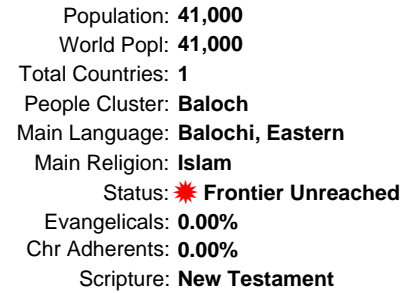 Population: 41,000
World Popl: 41,000
Total Countries: 1
People Cluster: Baloch
Main Language: Balochi, Eastern
Main Religion: Islam
Status: Frontier Unreached
Evangelicals: 0.00%
Chr Adherents: 0.00%
Scripture: New Testament